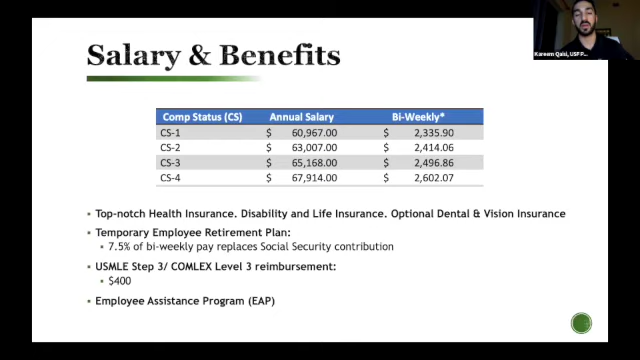 Salary & Benefits
Kareem Qaisi, USF P...
Comp Status (CS) Annual Salary Bi-Weekly*
CS-1 $ 60,967.00 $ 2,335.90
CS-2 $ 63,007.00 $ 2,414.06
CS-3 $ 65,168.00 $ 2,496.86
CS-4 $ 67,914.00 $ 2,602.07
Top-notch Health Insurance. Disability and Life Insurance. Optional Dental & Vision Insurance
Temporary Employee Retirement Plan:
7.5% of bi-weekly pay replaces Social Security contribution
USMLE Step 3/ COMLEX Level 3 reimbursement:
$400
Employee Assistance Program (EAP)